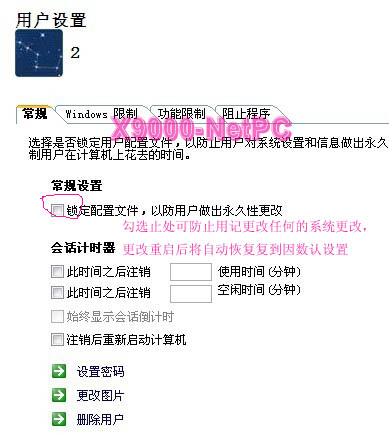 用户设置
2
常规 Windows 限制 功能限制 阻止程序
X9000-NetPC
选择是否锁定用户配置文件，以防止用户对系统设置和信息做出永久
制用户在计算机上花去的时间。
常规设置
锁定配置文件，以防用户做出永久性更改
勾选止处可防止用记更改任何的系统更改，
更改重启后将自动恢复到因数认设置
会话计时器
此时间之后注销 使用时间(分钟)
此时间之后注销 空闲时间(分钟)
始终显示会话倒计时
注销后重新启动计算机
设置密码
更改图片
删除用户